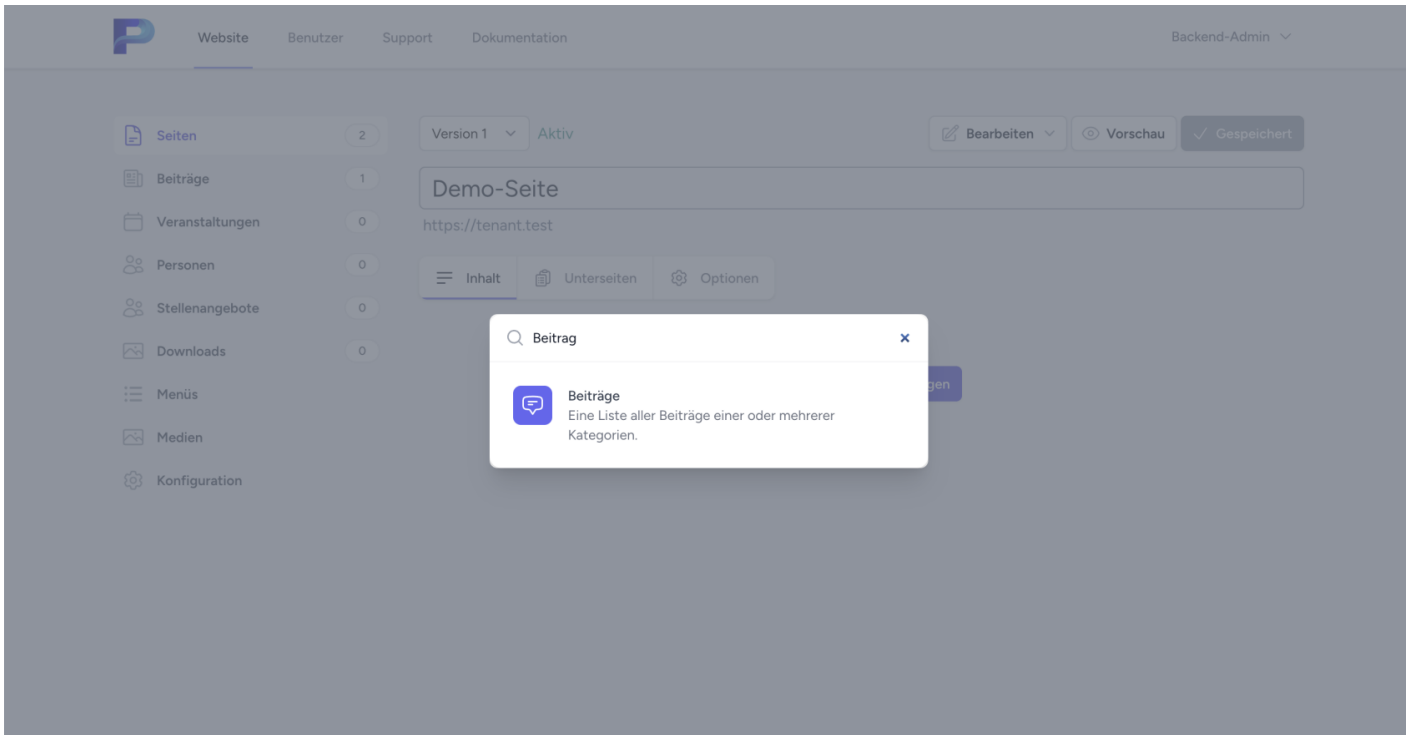 Website Benutzer Support Dokumentation Backend-Admin
Seiten 2
Beiträge 1
Veranstaltungen 0
Personen 0
Stellenangebote 0
Downloads 0
Menüs
Medien
Konfiguration
Version 1 Aktiv Bearbeiten Vorschau Gespeichert
Demo-Seite
https://tenant.test
Inhalt Unterseiten Optionen
Beitrag
Beiträge
Eine Liste aller Beiträge einer oder mehrerer
Kategorien.
gen